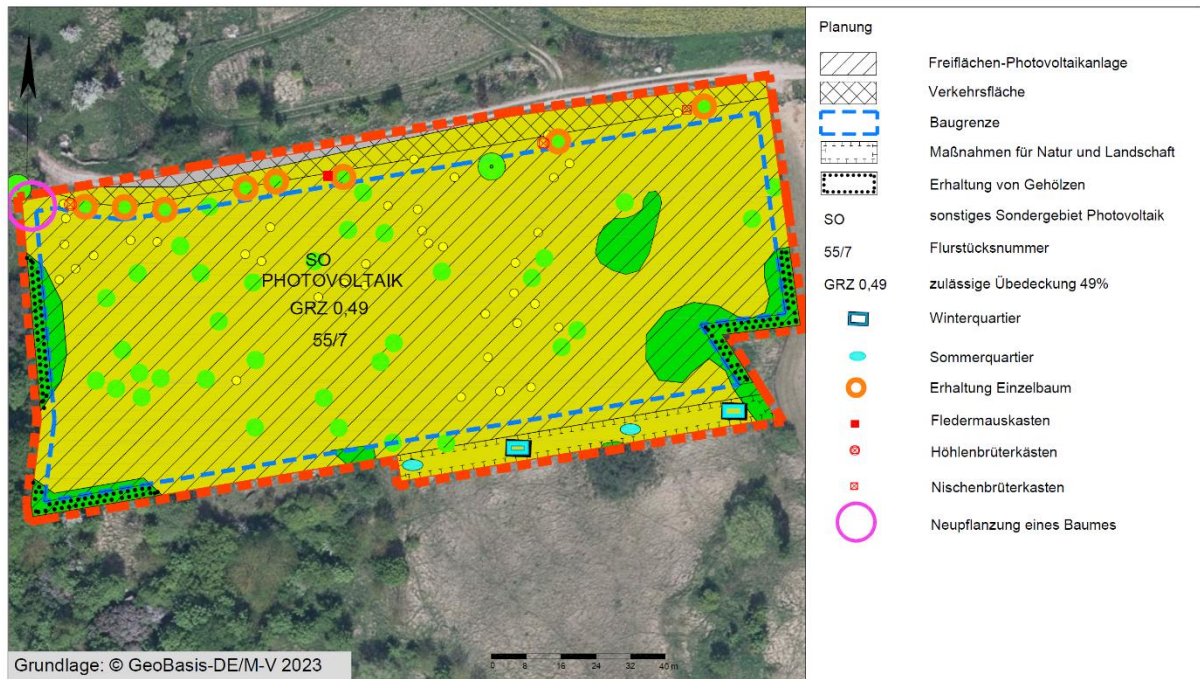 SO
PHOTOVOLTAIK
GRZ 0,49
55/7
Grundlage: © GeoBasis-DE/M-V 2023
0 8 16 24 32 40 m
Planung
Freiflächen-Photovoltaikanlage
Verkehrsfläche
Baugrenze
Maßnahmen für Natur und Landschaft
Erhaltung von Gehölzen
SO sonstiges Sondergebiet Photovoltaik
55/7 Flurstücksnummer
GRZ 0,49 zulässige Übedeckung 49%
Winterquartier
Sommerquartier
Erhaltung Einzelbaum
Fledermauskasten
Höhlenbrüterkästen
Nischenbrüterkasten
Neupflanzung eines Baumes